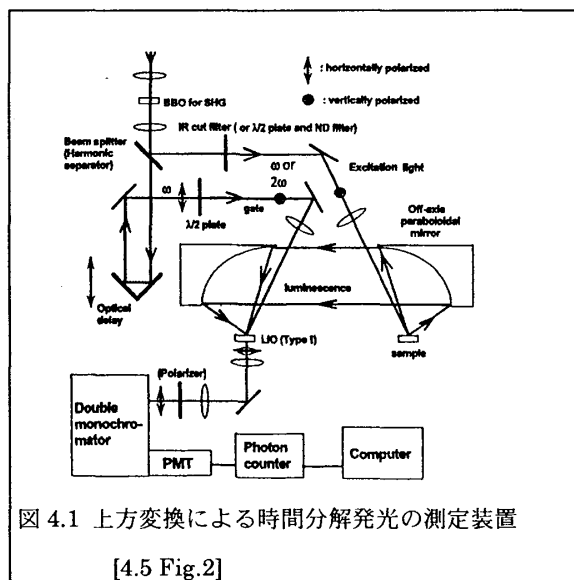 : horizontally polarized
: vertically polarized
BBO for SHG
IR cut filter ( or λ/2 plate and ND filter)
Beam splitter
(Harmonic
separator)
ω or
2ω
Excitation light
ω
gate
λ/2 plate
Off-axis
paraboloidal
mirror
luminescence
Optical
delay
LIO (Type I)
sample
(Polarizer)
Double
monochro-
mator
PMT
Photon
counter
Computer
図 4.1 上方変換による時間分解発光の測定装置
[4.5 Fig.2]